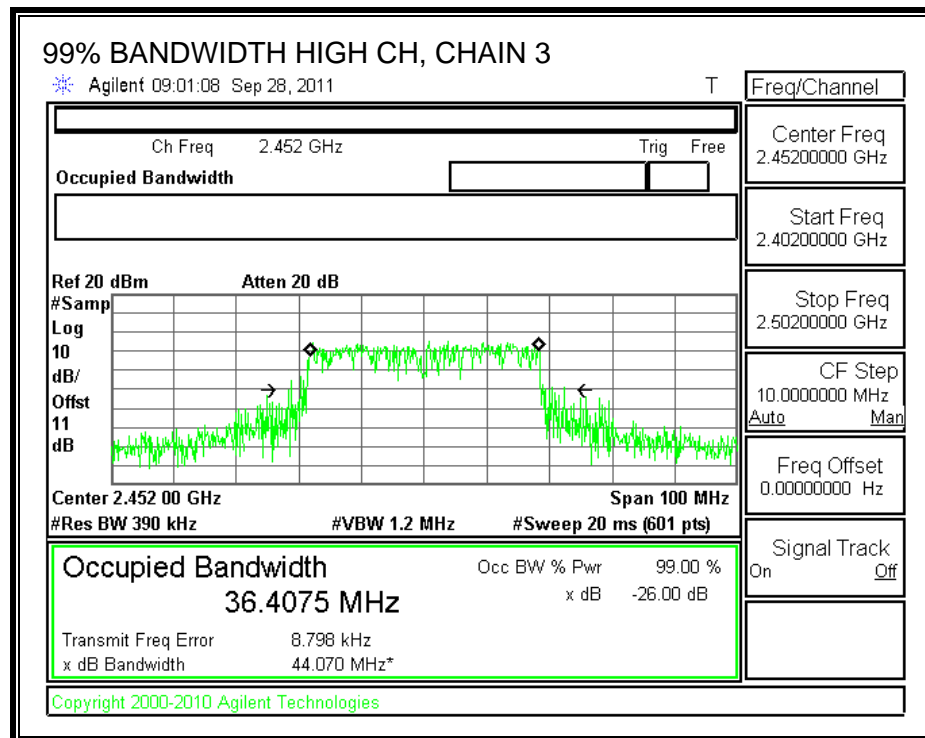 99% BANDWIDTH HIGH CH, CHAIN 3
Agilent 09:01:08 Sep 28, 2011 T
Freq/Channel
Ch Freq 2.452 GHz Trig Free
Occupied Bandwidth
Center Freq
2.45200000 GHz
Start Freq
2.40200000 GHz
Stop Freq
2.50200000 GHz
CF Step
10.0000000 MHz
Auto Man
Freq Offset
0.00000000 Hz
Signal Track
On Off
Ref 20 dBm Atten 20 dB
#Samp
Log
10
dB/
Offst
11
dB
Center 2.452 00 GHz Span 100 MHz
#Res BW 390 kHz #VBW 1.2 MHz #Sweep 20 ms (601 pts)
Occupied Bandwidth
36.4075 MHz
Occ BW % Pwr 99.00 %
x dB -26.00 dB
Transmit Freq Error 8.798 kHz
x dB Bandwidth 44.070 MHz*
Copyright 2000-2010 Agilent Technologies